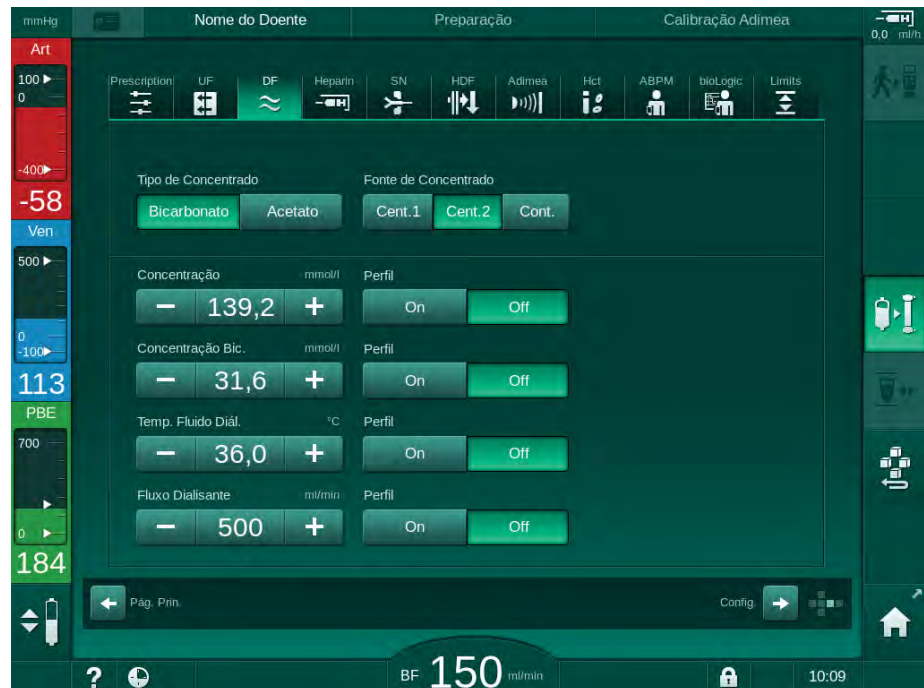 mmHg
Nome do Doente Preparação Calibração Adimea
0,0 ml/h
Art
100
0
-400
-58
Ven
500
0
-100
113
PBE
700
0
184
Prescription UF DF Heparin SN HDF Adimea Hct ABPM bioLogic Limits
Tipo de Concentrado Fonte de Concentrado
Bicarbonato Acetato Cent.1 Cent.2 Cont.
Concentração mmol/l Perfil
− 139,2 + On Off
Concentração Bic. mmol/l Perfil
− 31,6 + On Off
Temp. Fluido Diál. °C Perfil
− 36,0 + On Off
Fluxo Dialisante ml/min Perfil
− 500 + On Off
Pág. Prin. Config.
? BF 150 ml/min 10:09